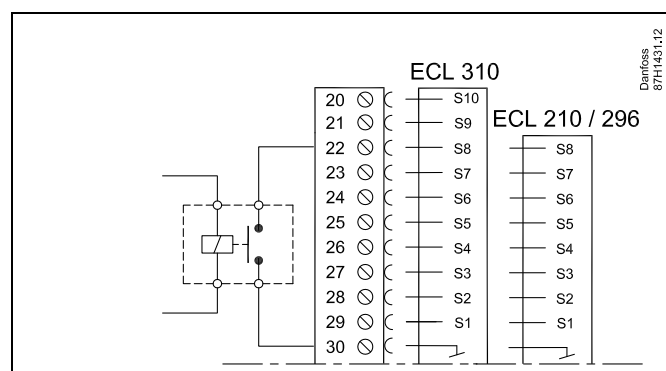 Danfoss
87H1431.12
ECL 310
ECL 210 / 296
20 S10
21 S9
22 S8 S8
23 S7 S7
24 S6 S6
25 S5 S5
26 S4 S4
27 S3 S3
28 S2 S2
29 S1 S1
30